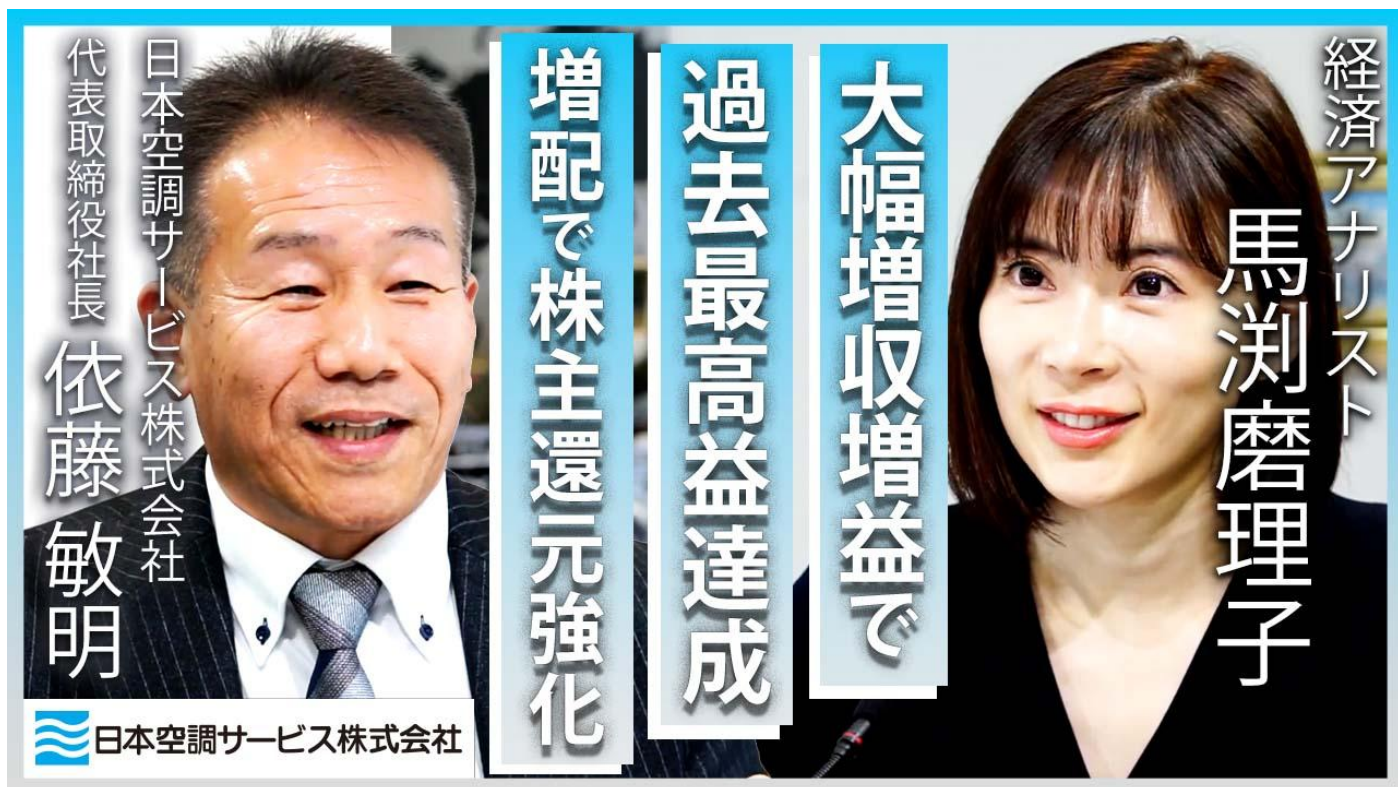 経済アナリスト
馬渕磨理子
大幅増収増益で
過去最高益達成
増配で株主還元強化
日本空調サービス株式会社
代表取締役社長 依藤 敏明
日本空調サービス株式会社